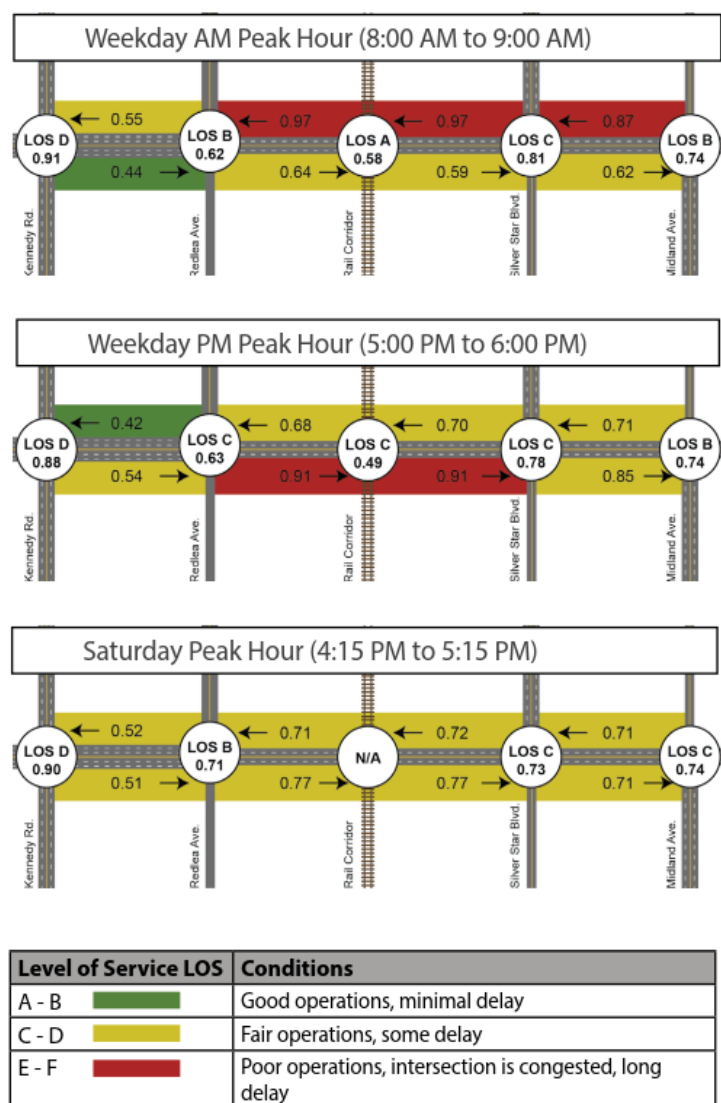 Weekday AM Peak Hour (8:00 AM to 9:00 AM)
0.55
0.97
0.97
0.87
LOS D
0.91
LOS B
0.62
LOS A
0.58
LOS C
0.81
LOS B
0.74
0.44
0.64
0.59
0.62
Kennedy Rd.
Redlea Ave.
Rail Corridor
Silver Star Blvd.
Midland Ave.
Weekday PM Peak Hour (5:00 PM to 6:00 PM)
0.42
0.68
0.70
0.71
LOS D
0.88
LOS C
0.63
LOS C
0.49
LOS C
0.78
LOS B
0.74
0.54
0.91
0.91
0.85
Kennedy Rd.
Redlea Ave.
Rail Corridor
Silver Star Blvd.
Midland Ave.
Saturday Peak Hour (4:15 PM to 5:15 PM)
0.52
0.71
0.72
0.71
LOS D
0.90
LOS B
0.71
N/A
LOS C
0.73
LOS C
0.74
0.51
0.77
0.77
0.71
Kennedy Rd.
Redlea Ave.
Rail Corridor
Silver Star Blvd.
Midland Ave.
Level of Service LOS Conditions
A - B Good operations, minimal delay
C - D Fair operations, some delay
E - F Poor operations, intersection is congested, long
delay